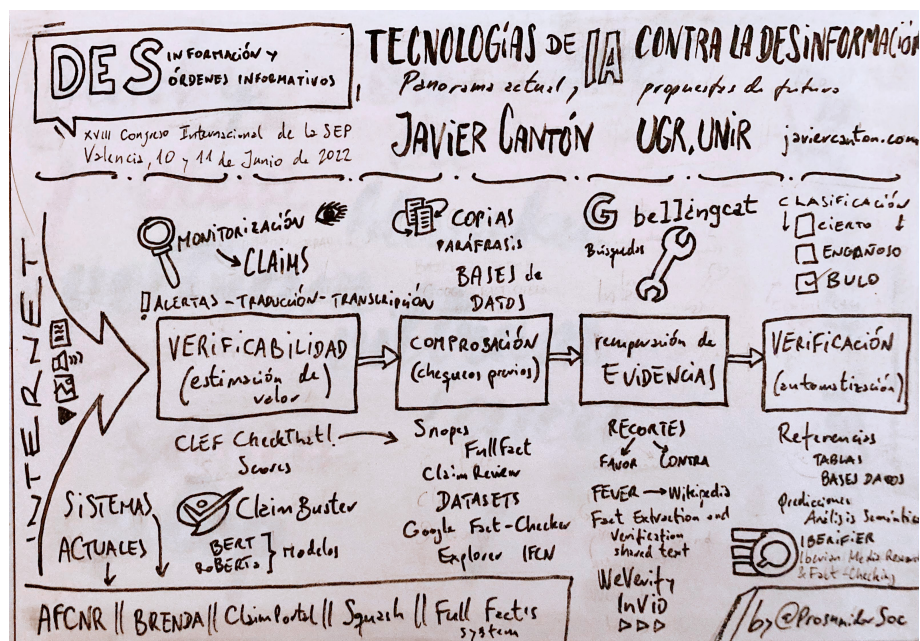 DES INFORMACIÓN Y
ÓRDENES INFORMATIVOS
XVIII Congreso Internacional de la SEP
Valencia, 10 y 11 de Junio de 2022
TECNOLOGÍAS DE IA CONTRA LA DESINFORMACIÓN
Panorama actual, propuestas de futuro
JAVIER CANTÓN UGR, UNIR javiercanton.com
INTERNET
MONITORIZACIÓN
CLAIMS
! ALERTAS - TRADUCCIÓN - TRANSCRIPCIÓN
VERIFICABILIDAD
(estimación de
valor)
CLEF CheckThat!
Scores
ClaimBuster
BERT
RoBERTa
Modelos
COPIAS
PARÁFRASIS
BASES de
DATOS
COMPROBACIÓN
(chequeos previos)
Snopes
FullFact
ClaimReview
DATASETS
Google Fact-Checker
Explorer IFCN
G bellingcat
Búsquedas
recuperación de
EVIDENCIAS
RECORTES
FAVOR CONTRA
FEVER → Wikipedia
Fact Extraction and
Verification
shared text
WeVerify
InVID
CLASIFICACIÓN
CIERTO
ENGAÑOSO
BULO
VERIFICACIÓN
(automatización)
Referencias
TABLAS
BASES DATOS
predicciones
Análisis Semántico
IBERIFIER
Iberian Media Research
& Fact-Checking
SISTEMAS
ACTUALES
AFCNR || BRENDA || ClaimPortal || Squash || Full Fact's
system
by @ProsumidorSoc